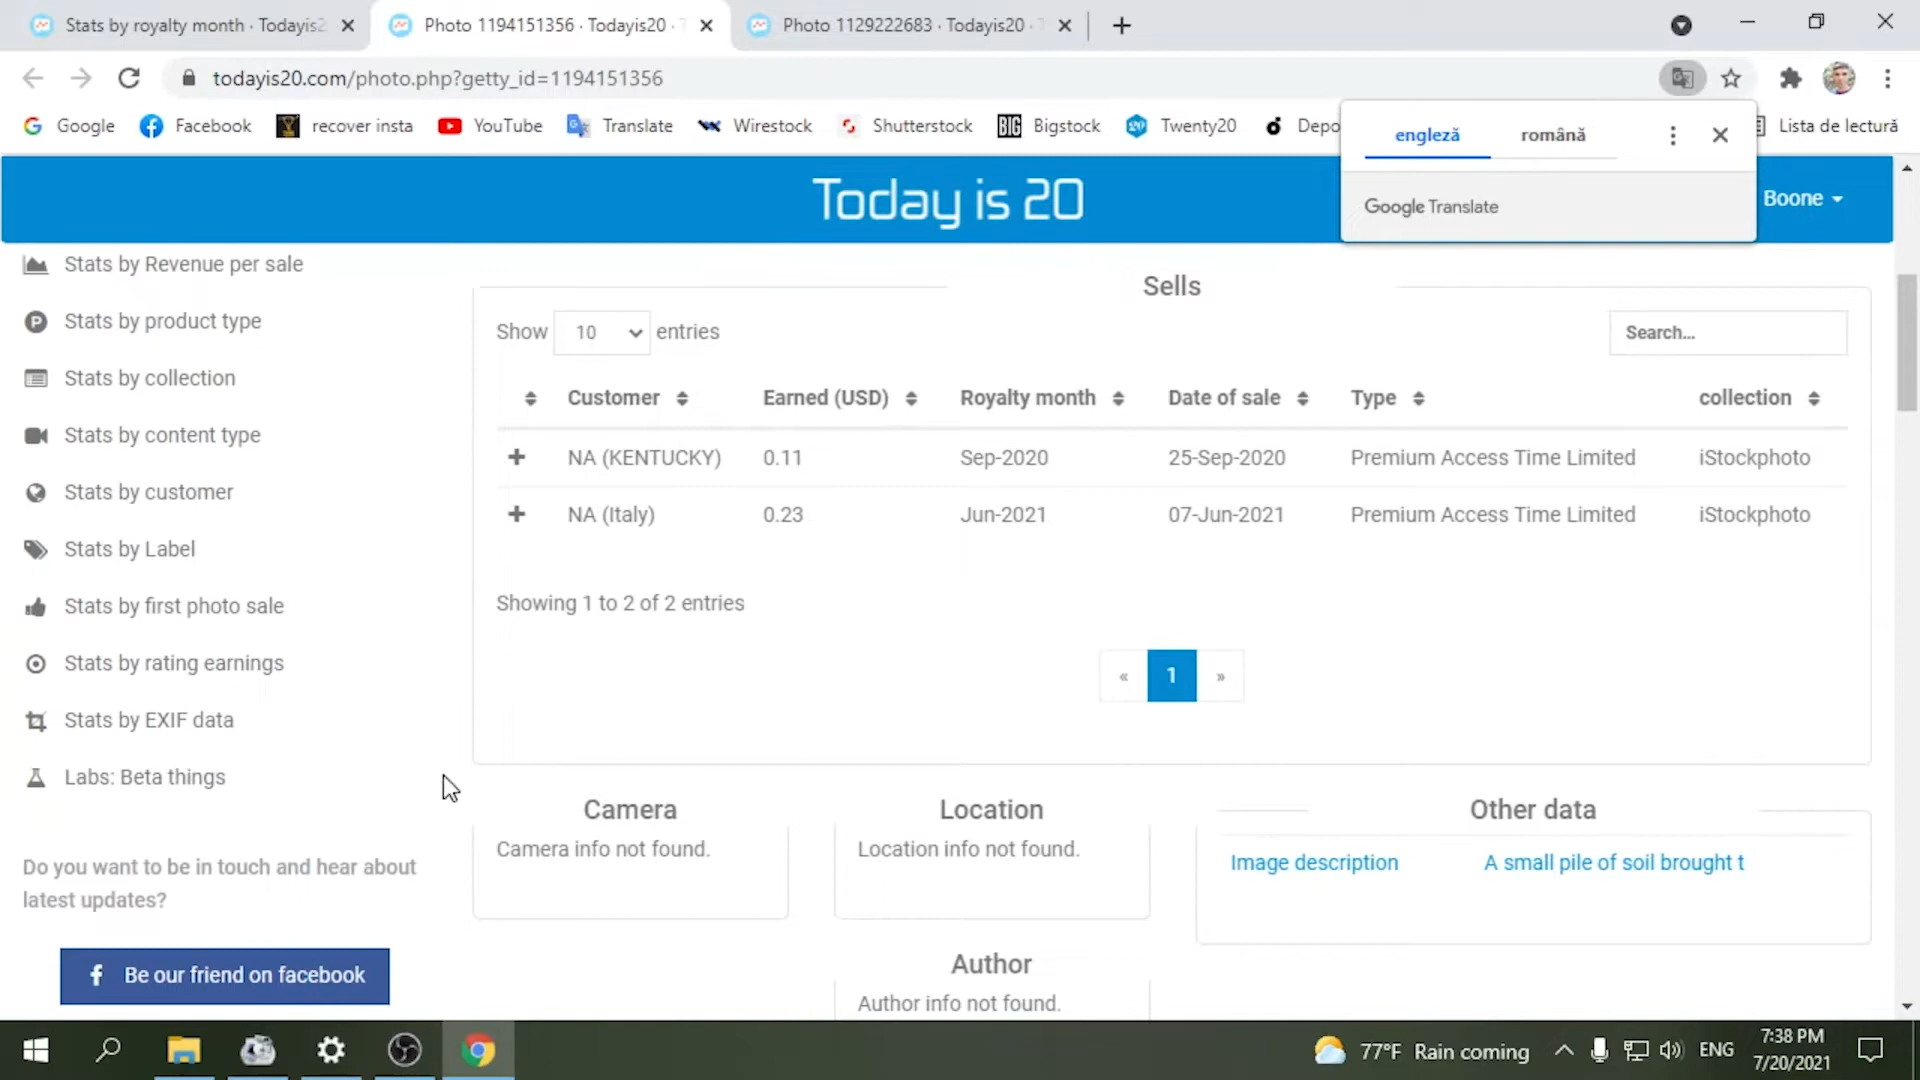 Stats by royalty month · Todayis2
Photo 1194151356 · Todayis20 ·
Photo 1129222683 · Todayis20 ·
todayis20.com/photo.php?getty_id=1194151356
Google
Facebook
recover insta
YouTube
Translate
Wirestock
Shutterstock
BIG Bigstock
20 Twenty20
Depo
Lista de lectură
engleză
română
Google Translate
Today is 20
Boone
Stats by Revenue per sale
Stats by product type
Stats by collection
Stats by content type
Stats by customer
Stats by Label
Stats by first photo sale
Stats by rating earnings
Stats by EXIF data
Labs: Beta things
Do you want to be in touch and hear about
latest updates?
f Be our friend on facebook
Sells
Show 10 entries
Search...
Customer Earned (USD) Royalty month Date of sale Type collection
+ NA (KENTUCKY) 0.11 Sep-2020 25-Sep-2020 Premium Access Time Limited iStockphoto
+ NA (Italy) 0.23 Jun-2021 07-Jun-2021 Premium Access Time Limited iStockphoto
Showing 1 to 2 of 2 entries
« 1 »
Camera
Camera info not found.
Location
Location info not found.
Other data
Image description A small pile of soil brought t
Author
Author info not found.
77°F Rain coming
ENG
7:38 PM
7/20/2021